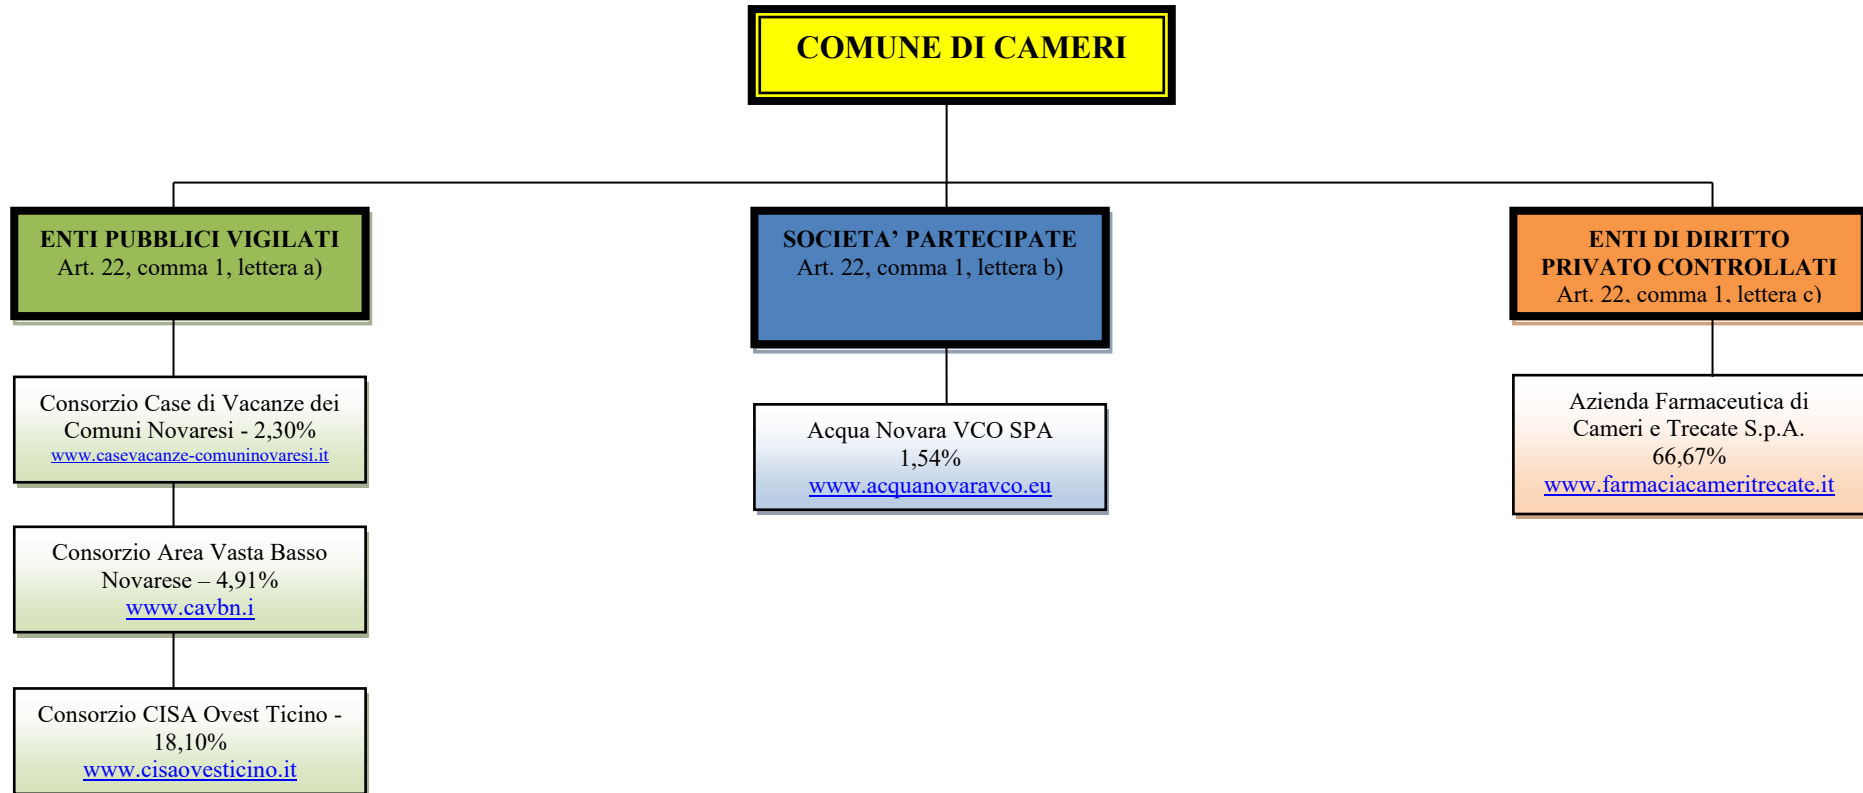 COMUNE DI CAMERI
ENTI PUBBLICI VIGILATI
Art. 22, comma 1, lettera a)
SOCIETA’ PARTECIPATE
Art. 22, comma 1, lettera b)
ENTI DI DIRITTO
PRIVATO CONTROLLATI
Art. 22, comma 1, lettera c)
Consorzio Case di Vacanze dei
Comuni Novaresi - 2,30%
www.casevacanze-comuninovaresi.it
Acqua Novara VCO SPA
1,54%
www.acquanovaravco.eu
Azienda Farmaceutica di
Cameri e Trecate S.p.A.
66,67%
www.farmaciacameritrecate.it
Consorzio Area Vasta Basso
Novarese – 4,91%
www.cavbn.i
Consorzio CISA Ovest Ticino -
18,10%
www.cisaovesticino.it